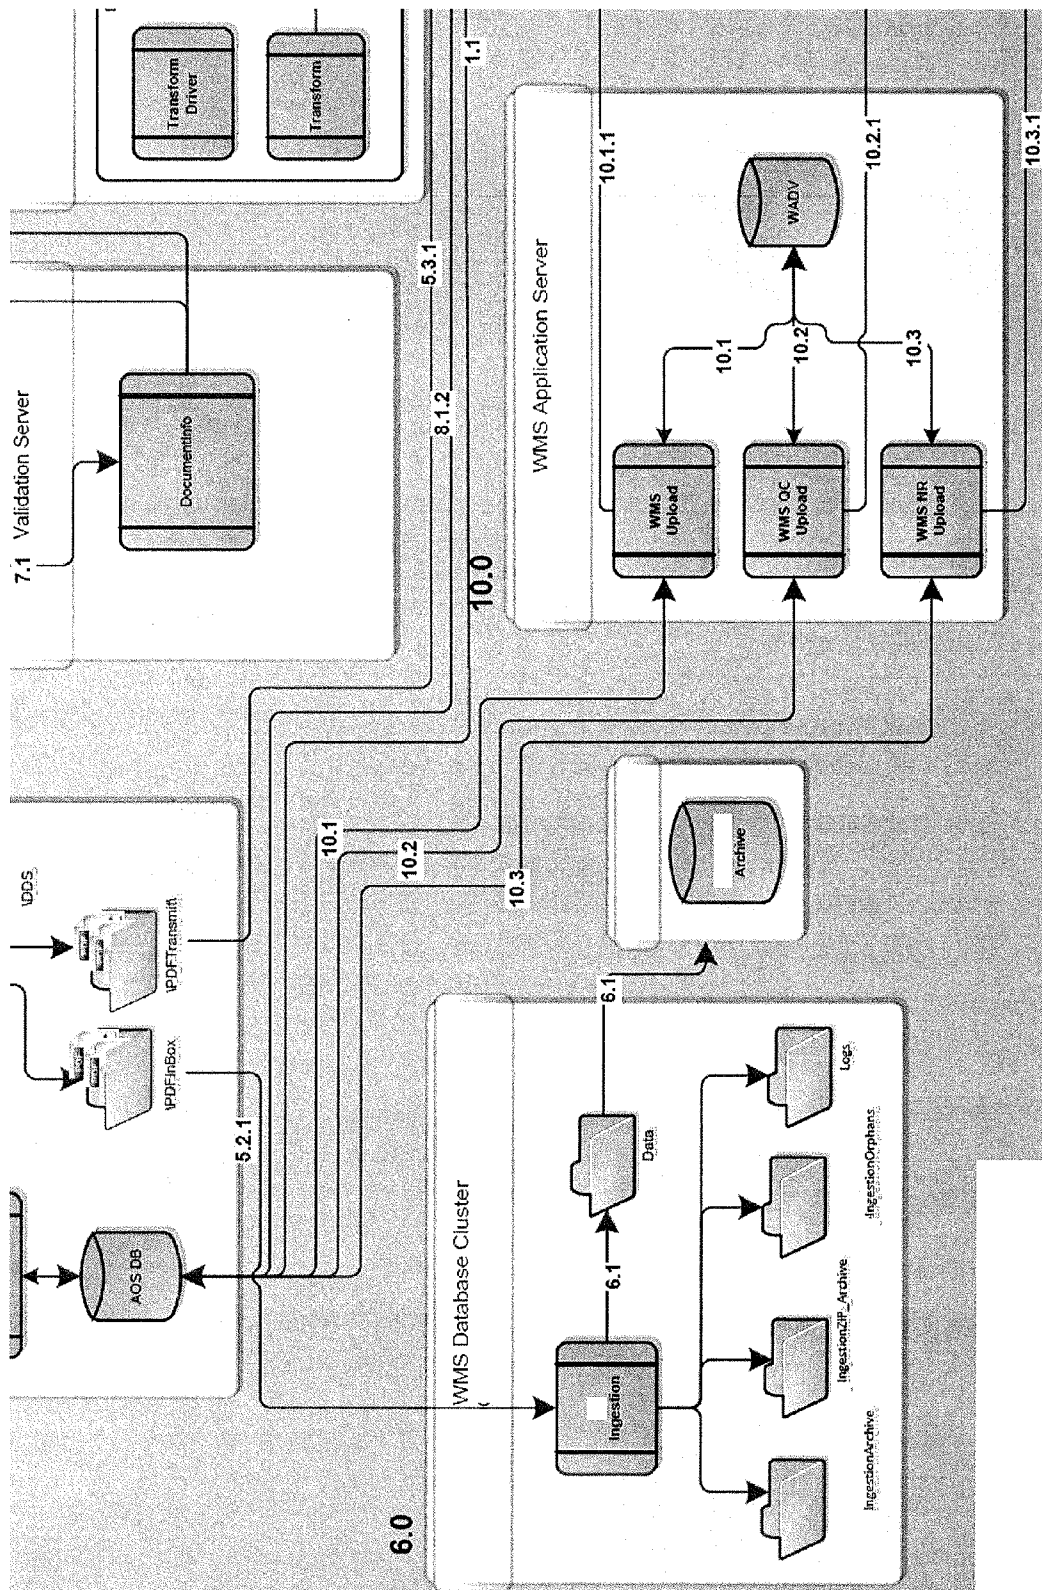 Transform
Driver
Transform
1.1
5.3.1
8.1.2
7.1
Validation Server
DocumentInfo
10.0
WMS Application Server
10.1.1
10.2.1
10.3.1
WADV
10.1
10.2
10.3
WMS
Upload
WMS QC
Upload
WMS NR
Upload
\DDS
\PDFTransmit\
\PDFInBox
5.2.1
AOS DB
10.1
10.2
10.3
Archive
6.1
6.0
WMS Database Cluster
Ingestion
6.1
Data
Logs
IngestionOrphans
IngestionZIP_Archive
IngestionArchive